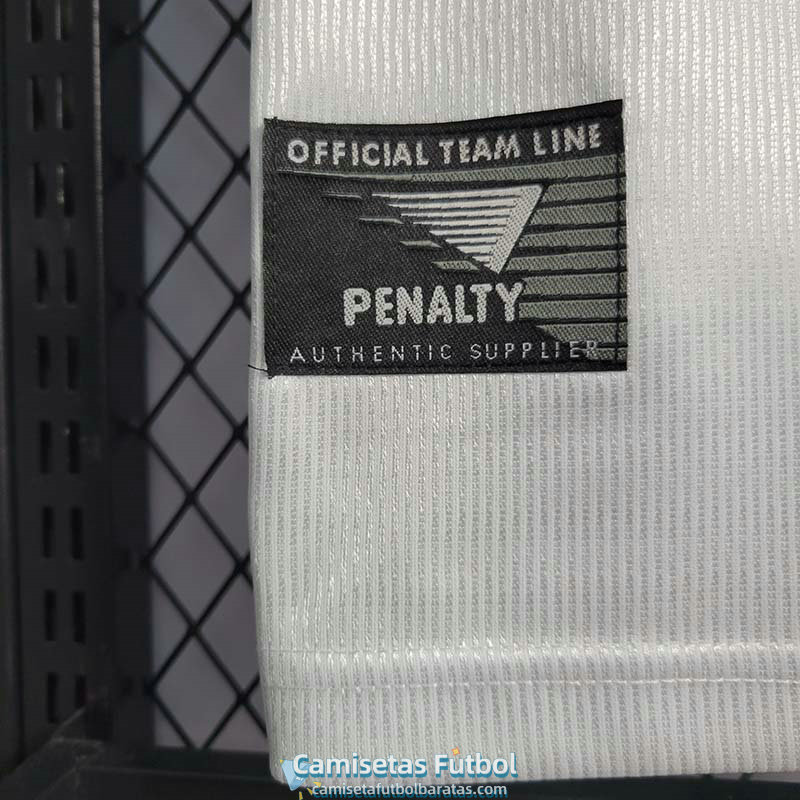 OFFICIAL TEAM LINE
PENALTY
AUTHENTIC SUPPLIER
Camisetas Futbol
camisetafutbolbaratas.com